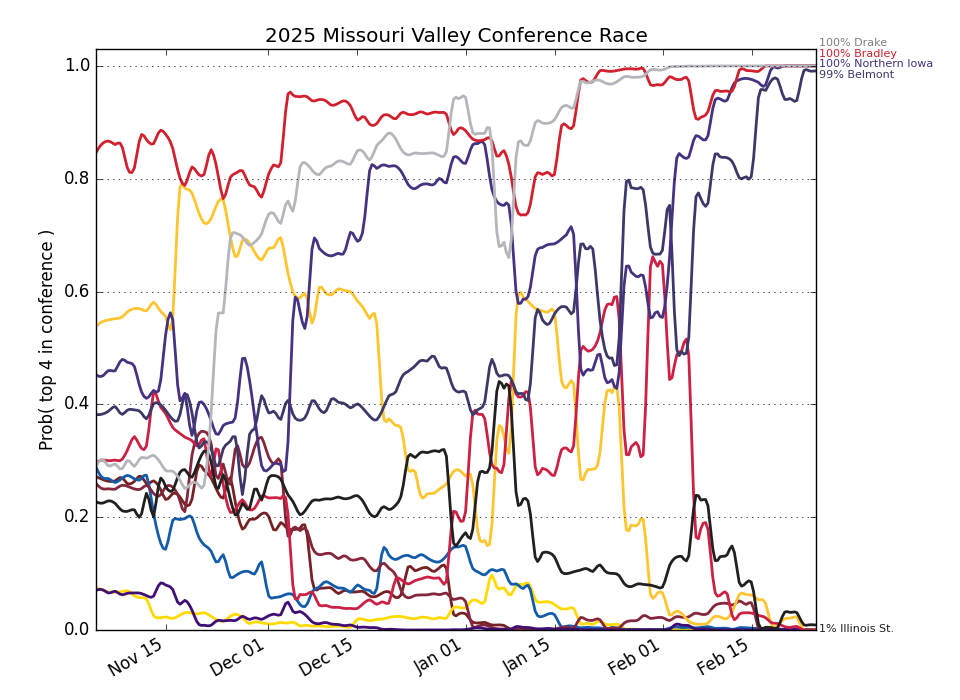 2025 Missouri Valley Conference Race
100% Drake
100% Bradley
100% Northern Iowa
99% Belmont
1.0
0.8
0.6
0.4
0.2
0.0
Prob( top 4 in conference )
1% Illinois St.
Nov 15
Dec 01
Dec 15
Jan 01
Jan 15
Feb 01
Feb 15